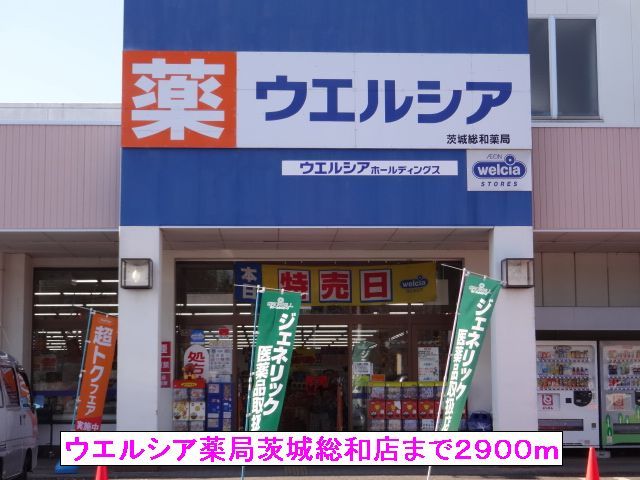 薬
ウエルシア
茨城総和薬局
ウエルシアホールディングス
AEON
welcia
STORES
本日
特売日
welcia
超トクフェア
実施中
処
ジェネリック
医薬品取扱
ジェネリック
医薬品取扱
ウエルシア薬局茨城総和店まで2900m